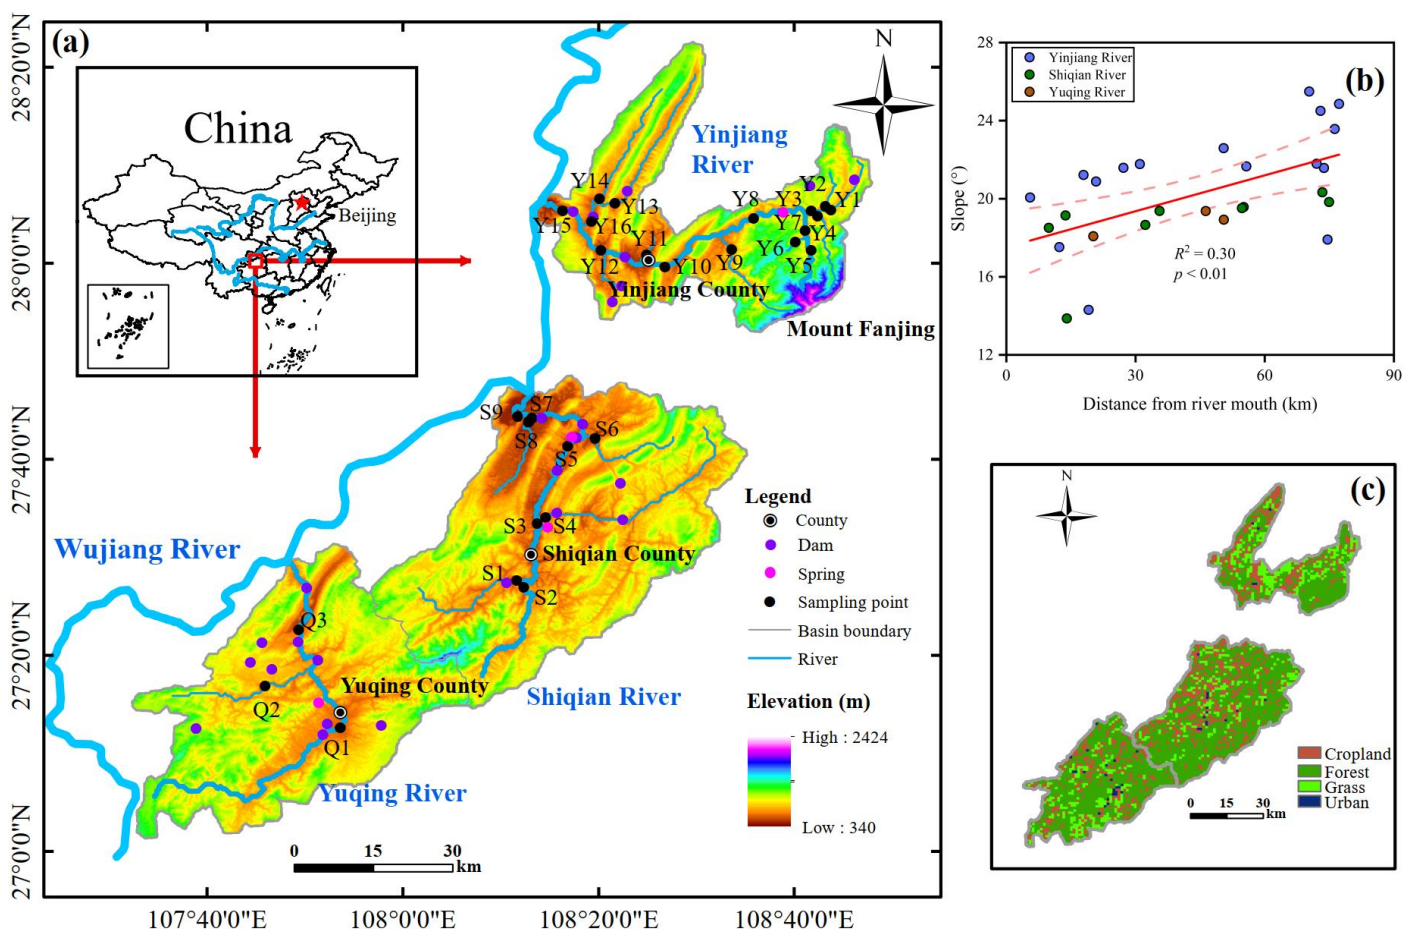 (a)
28°20'0"N
28°0'0"N
27°40'0"N
27°20'0"N
27°0'0"N
107°40'0"E
108°0'0"E
108°20'0"E
108°40'0"E
China
Beijing
N
Yinjiang
River
Y14
Y13
Y15
Y16
Y11
Y12
Y10
Y8
Y9
Y3
Y2
Y1
Y7
Y4
Y6
Y5
Yinjiang County
Mount Fanjing
S9
S7
S8
S6
S5
S3
S4
Shiqian County
S1
S2
Wujiang River
Q3
Yuqing County
Q2
Q1
Shiqian River
Yuqing River
Legend
County
Dam
Spring
Sampling point
Basin boundary
River
Elevation (m)
High : 2424
Low : 340
0 15 30
km
(b)
Yinjiang River
Shiqian River
Yuqing River
Slope (°)
28
24
20
16
12
R² = 0.30
p < 0.01
0 30 60 90
Distance from river mouth (km)
(c)
N
Cropland
Forest
Grass
Urban
0 15 30
km